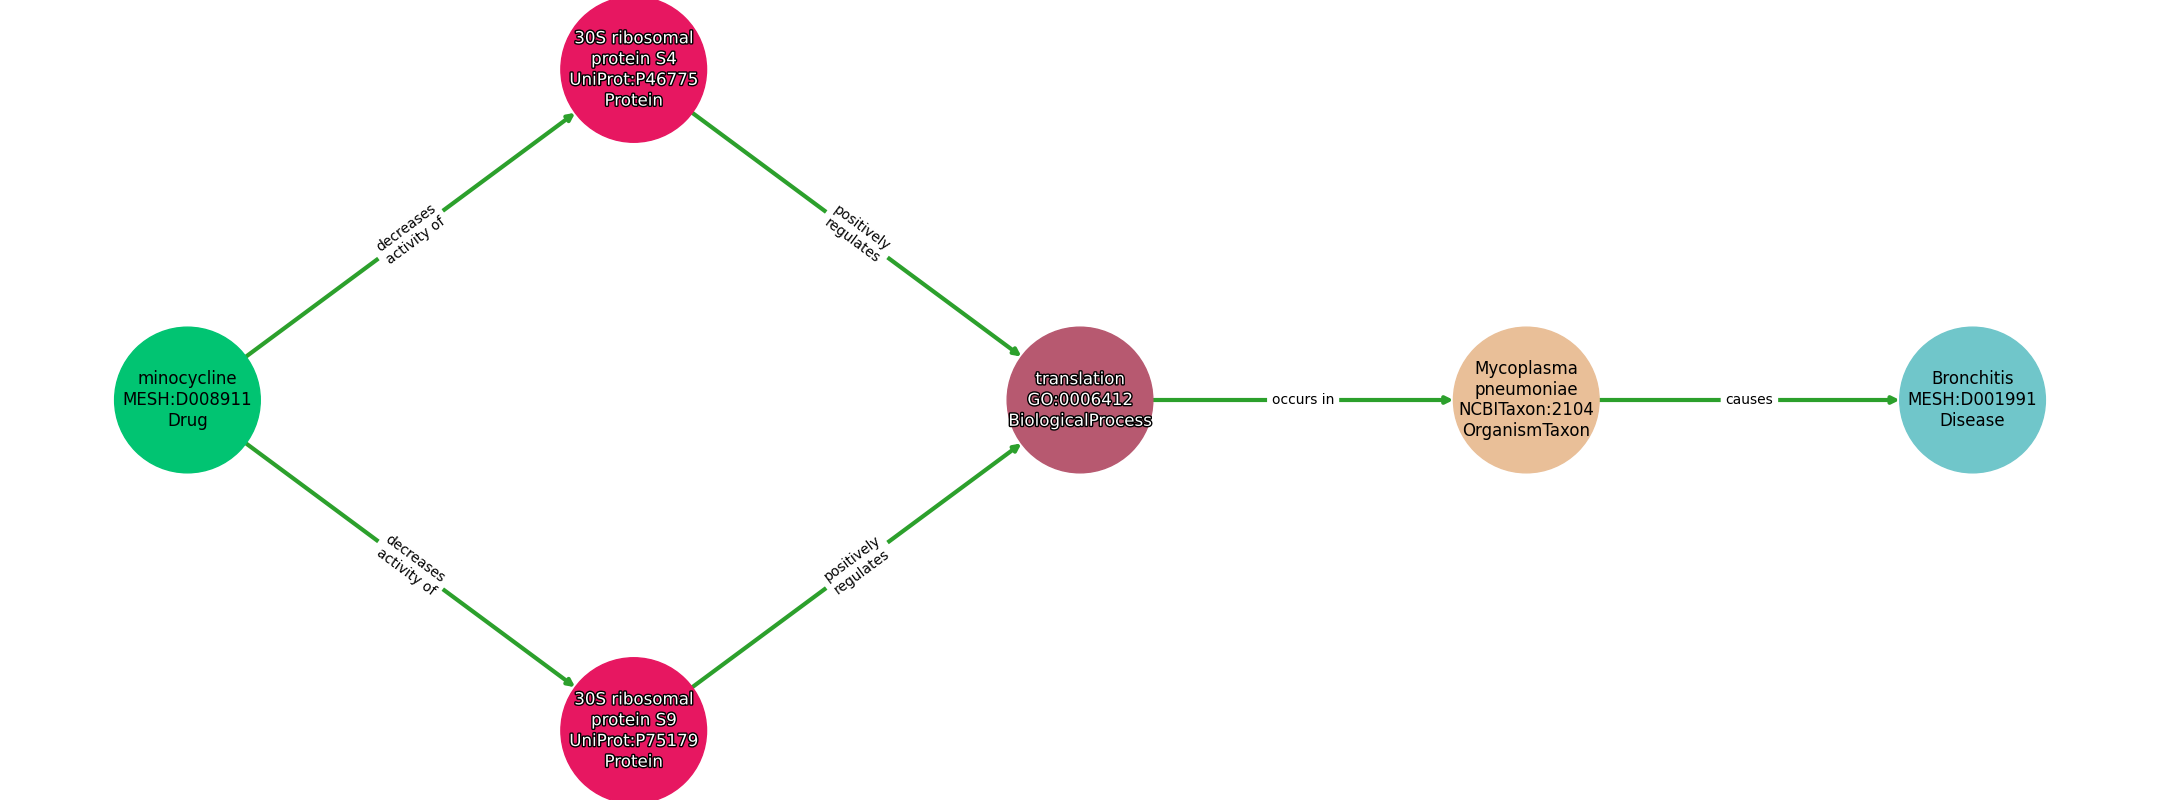 30S ribosomal
protein S4
UniProt:P46775
Protein
decreases
activity of
positively
regulates
minocycline
MESH:D008911
Drug
translation
GO:0006412
BiologicalProcess
occurs in
Mycoplasma
pneumoniae
NCBITaxon:2104
OrganismTaxon
causes
Bronchitis
MESH:D001991
Disease
decreases
activity of
positively
regulates
30S ribosomal
protein S9
UniProt:P75179
Protein